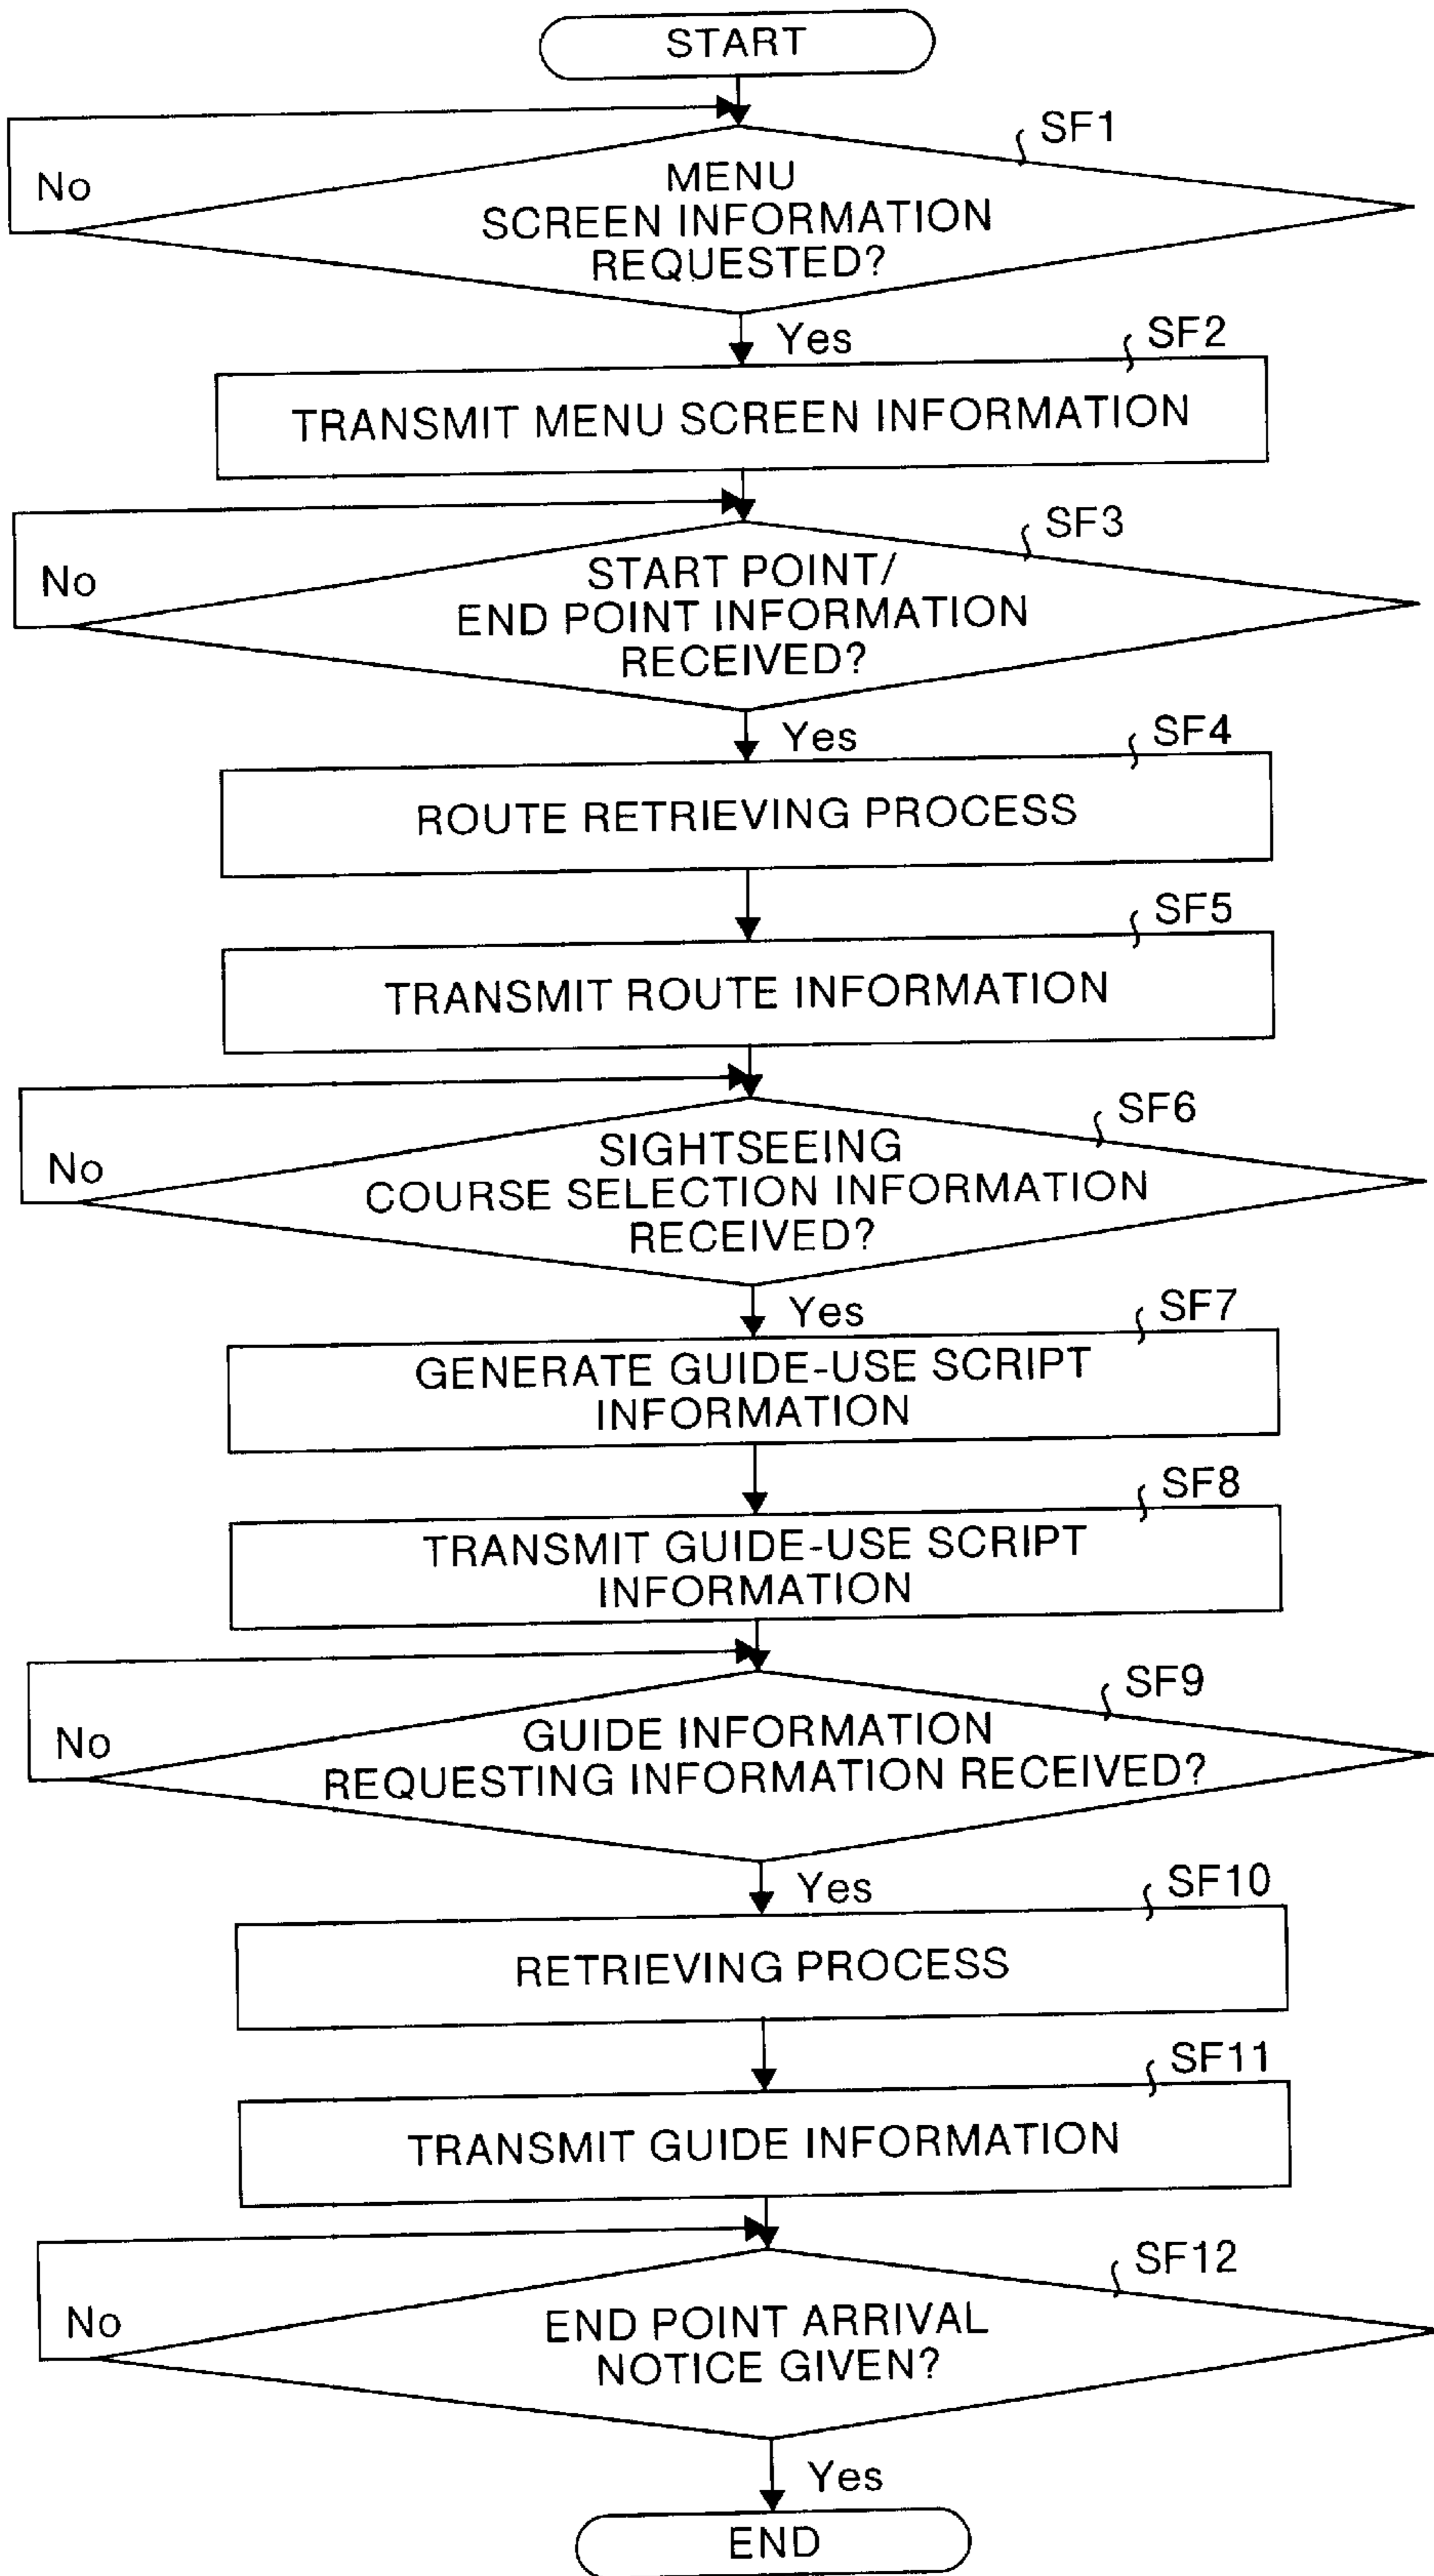 START
SF1
No
MENU
SCREEN INFORMATION
REQUESTED?
Yes
SF2
TRANSMIT MENU SCREEN INFORMATION
SF3
No
START POINT/
END POINT INFORMATION
RECEIVED?
Yes
SF4
ROUTE RETRIEVING PROCESS
SF5
TRANSMIT ROUTE INFORMATION
SF6
No
SIGHTSEEING
COURSE SELECTION INFORMATION
RECEIVED?
Yes
SF7
GENERATE GUIDE-USE SCRIPT
INFORMATION
SF8
TRANSMIT GUIDE-USE SCRIPT
INFORMATION
SF9
No
GUIDE INFORMATION
REQUESTING INFORMATION RECEIVED?
Yes
SF10
RETRIEVING PROCESS
SF11
TRANSMIT GUIDE INFORMATION
SF12
No
END POINT ARRIVAL
NOTICE GIVEN?
Yes
END